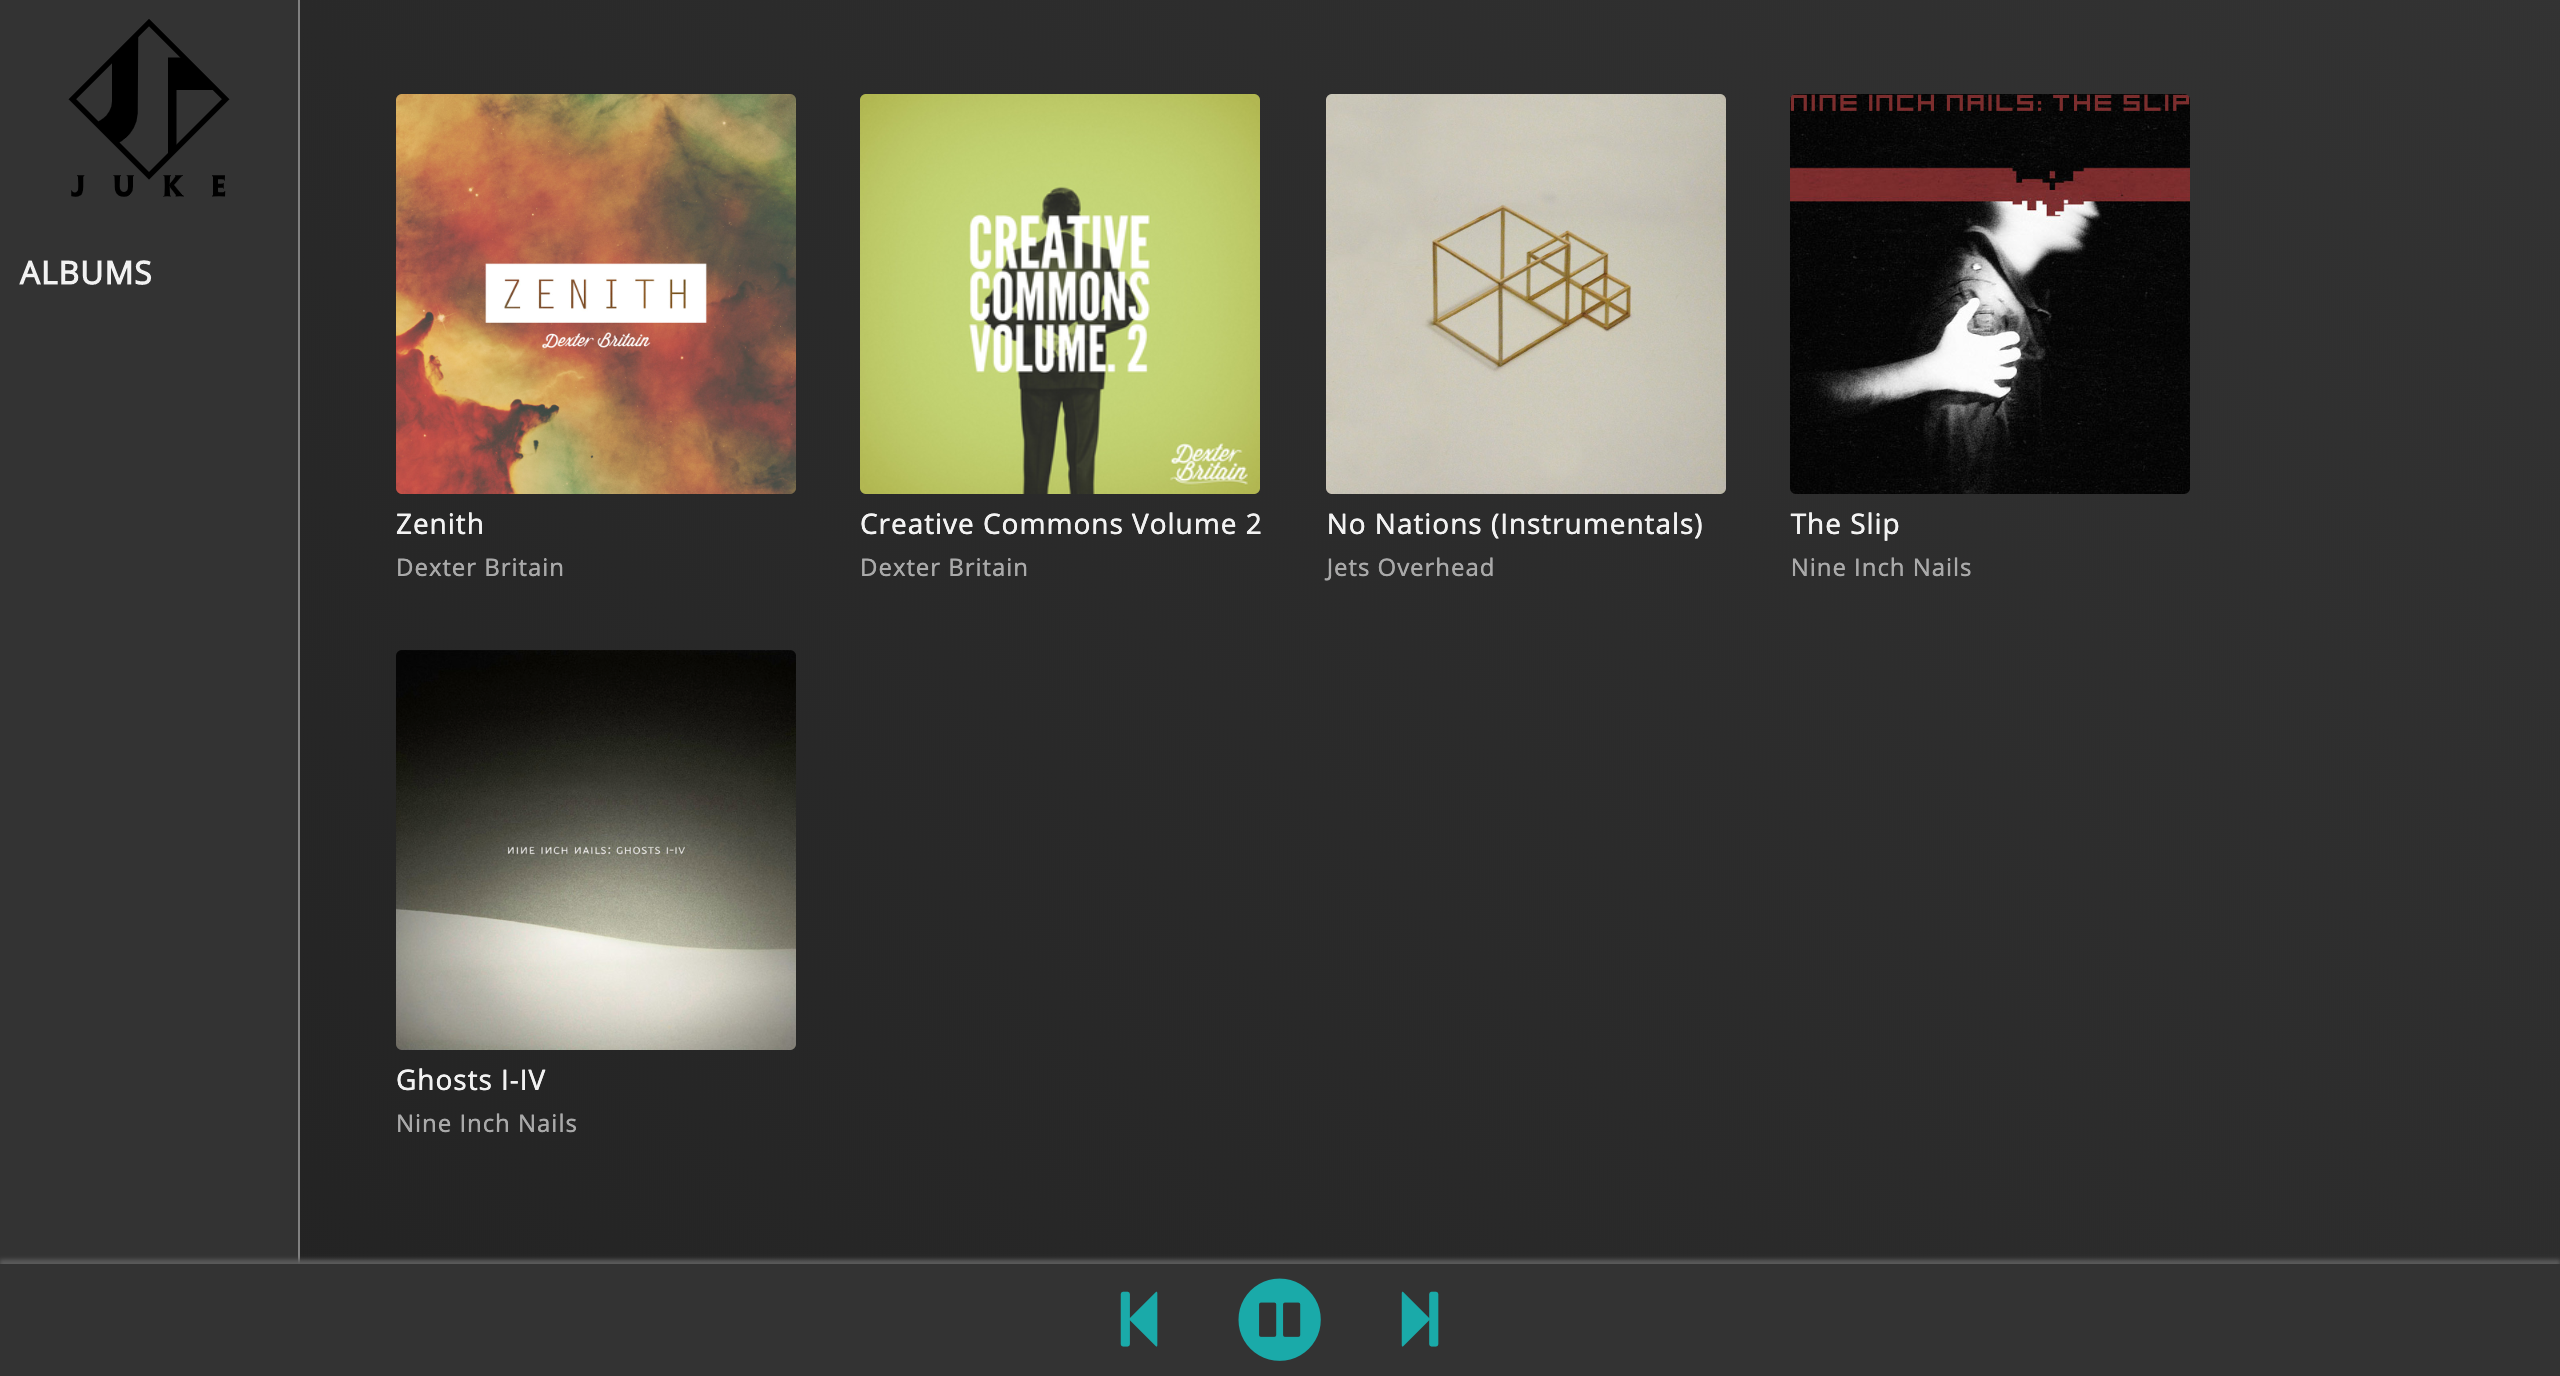 JUKE
ALBUMS
ZENITH
Dexter Britain
Zenith
Dexter Britain
CREATIVE
COMMONS
VOLUME. 2
Dexter
Britain
Creative Commons Volume 2
Dexter Britain
No Nations (Instrumentals)
Jets Overhead
NINE INCH NAILS: THE SLIP
The Slip
Nine Inch Nails
NINE INCH NAILS: GHOSTS I-IV
Ghosts I-IV
Nine Inch Nails